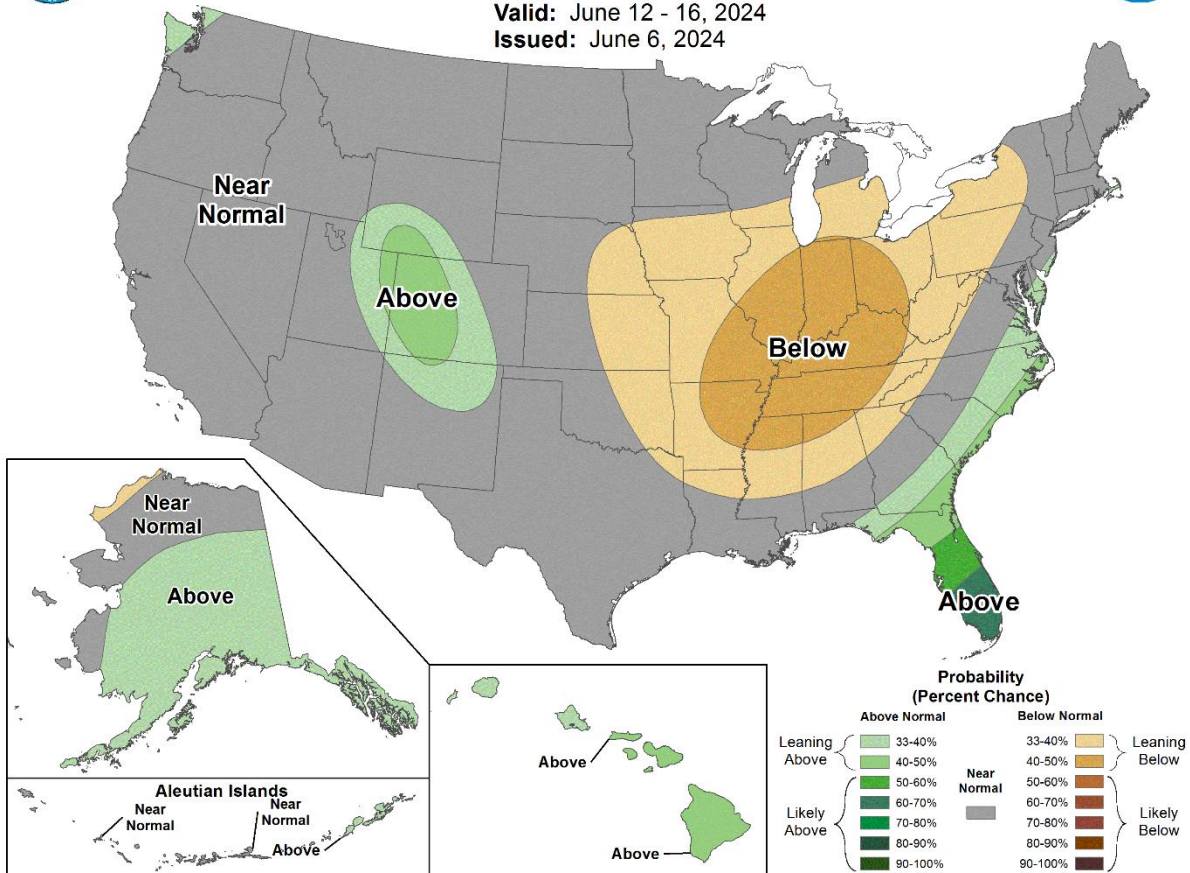 Valid: June 12 - 16, 2024
Issued: June 6, 2024
Near
Normal
Above
Below
Above
Near
Normal
Above
Aleutian Islands
Near
Normal
Near
Normal
Above
Above
Above
Probability
(Percent Chance)
Above Normal
Below Normal
Leaning
Above
33-40%
40-50%
33-40%
40-50%
Leaning
Below
Near
Normal
Likely
Above
50-60%
60-70%
70-80%
80-90%
90-100%
50-60%
60-70%
70-80%
80-90%
90-100%
Likely
Below